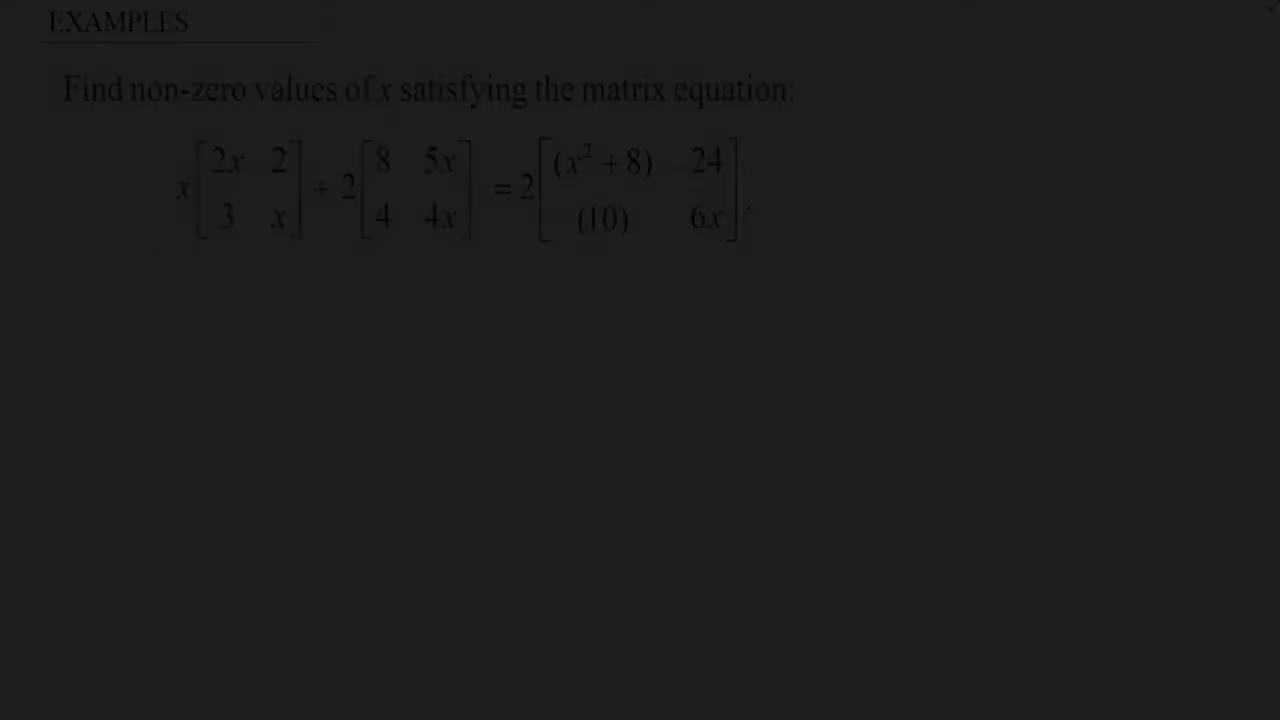 EXAMPLES
Find non-zero values of x satisfying the matrix equation:
x[2x 2; 3 x] + 2[8 5x; 4 4x] = 2[(x² + 8) 24; (10) 6x].